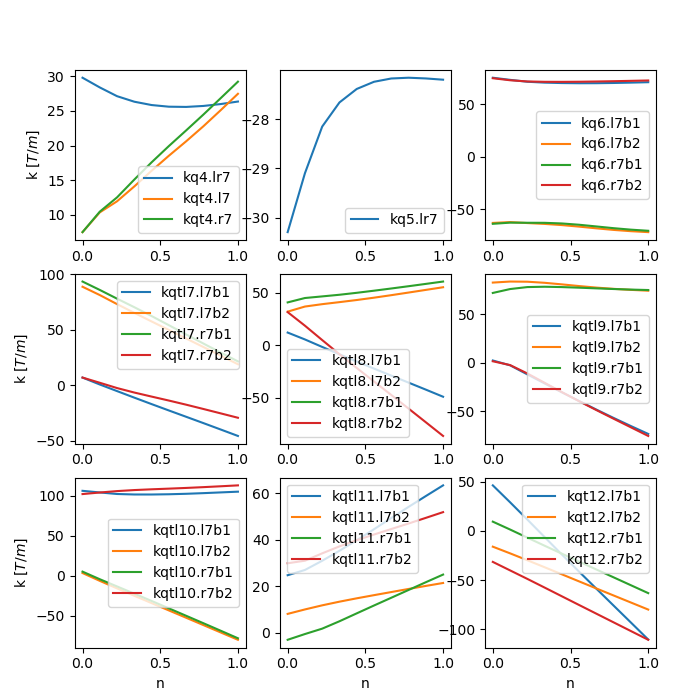 k [T/m]
30
25
20
15
10
0.0 0.5 1.0
kq4.lr7
kqt4.l7
kqt4.r7
−28
−29
−30
0.0 0.5 1.0
kq5.lr7
50
0
−50
0.0 0.5 1.0
kq6.l7b1
kq6.l7b2
kq6.r7b1
kq6.r7b2
k [T/m]
100
50
0
−50
0.0 0.5 1.0
kqtl7.l7b1
kqtl7.l7b2
kqtl7.r7b1
kqtl7.r7b2
50
0
−50
0.0 0.5 1.0
kqtl8.l7b1
kqtl8.l7b2
kqtl8.r7b1
kqtl8.r7b2
50
0
−50
0.0 0.5 1.0
kqtl9.l7b1
kqtl9.l7b2
kqtl9.r7b1
kqtl9.r7b2
k [T/m]
100
50
0
−50
0.0 0.5 1.0
n
kqtl10.l7b1
kqtl10.l7b2
kqtl10.r7b1
kqtl10.r7b2
60
40
20
0
0.0 0.5 1.0
n
kqtl11.l7b1
kqtl11.l7b2
kqtl11.r7b1
kqtl11.r7b2
50
0
−50
−100
0.0 0.5 1.0
n
kqt12.l7b1
kqt12.l7b2
kqt12.r7b1
kqt12.r7b2